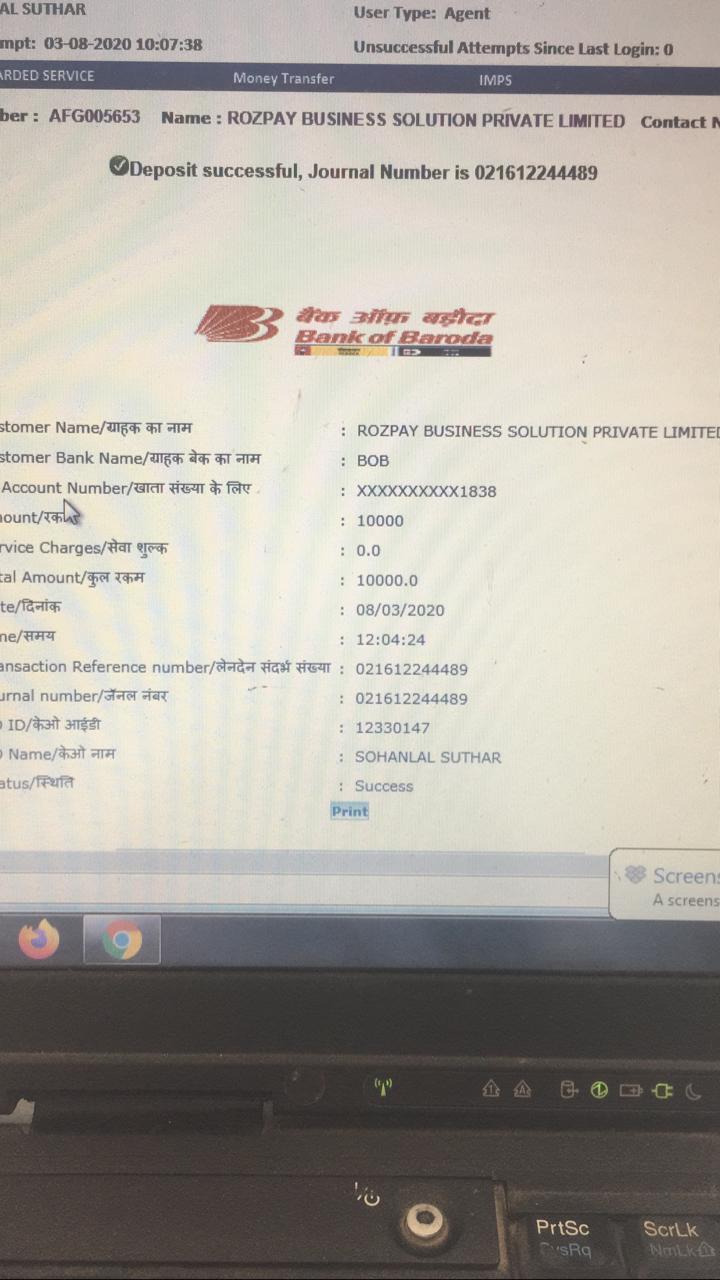 AL SUTHAR
User Type: Agent
mpt: 03-08-2020 10:07:38
Unsuccessful Attempts Since Last Login: 0
ARDED SERVICE Money Transfer IMPS
ber : AFG005653 Name : ROZPAY BUSINESS SOLUTION PRIVATE LIMITED Contact N
Deposit successful, Journal Number is 021612244489
बैंक ऑफ़ बड़ौदा
Bank of Baroda
stomer Name/ग्राहक का नाम : ROZPAY BUSINESS SOLUTION PRIVATE LIMITED
stomer Bank Name/ग्राहक बेक का नाम : BOB
Account Number/खाता संख्या के लिए : XXXXXXXXXX1838
nount/रक : 10000
rvice Charges/सेवा शुल्क : 0.0
tal Amount/कुल रकम : 10000.0
te/दिनांक : 08/03/2020
ne/समय : 12:04:24
ansaction Reference number/लेनदेन संदर्भ संख्या : 021612244489
urnal number/जॅनल नंबर : 021612244489
ID/केओ आईडी : 12330147
Name/केओ नाम : SOHANLAL SUTHAR
atus/स्थिति : Success
Print
Screens
A screens
PrtSc
SysRq
ScrLk
NmLk